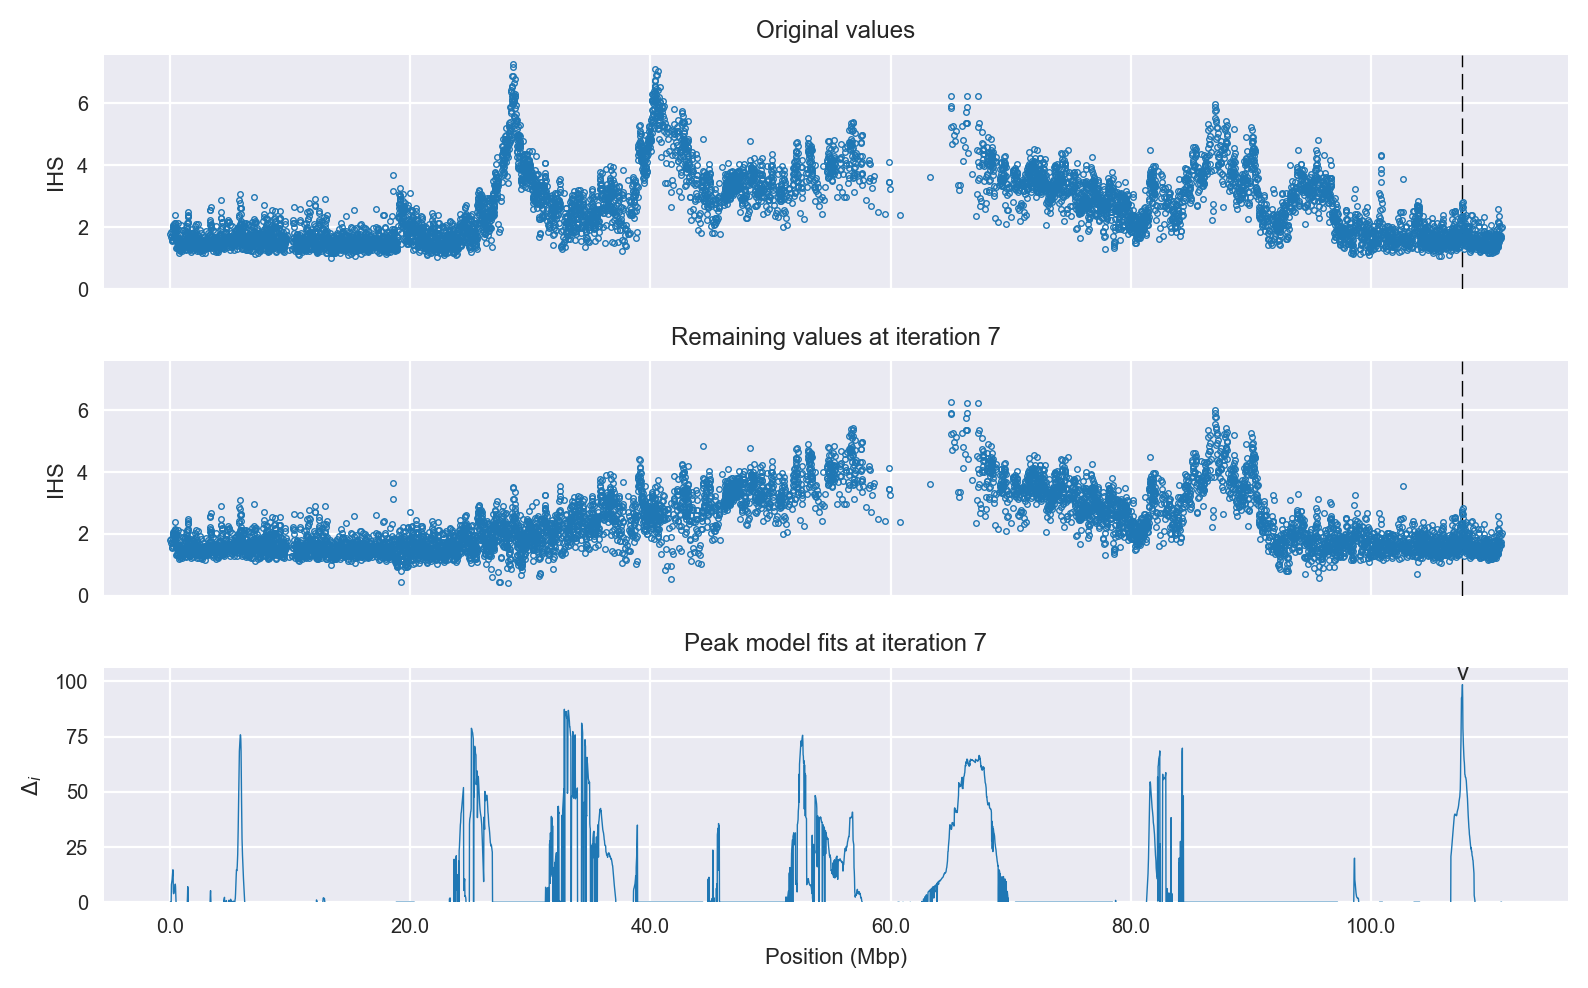 Original values
6
4
2
0
IHS
Remaining values at iteration 7
6
4
2
0
IHS
Peak model fits at iteration 7
v
100
75
50
25
0
Δi
0.0 20.0 40.0 60.0 80.0 100.0
Position (Mbp)